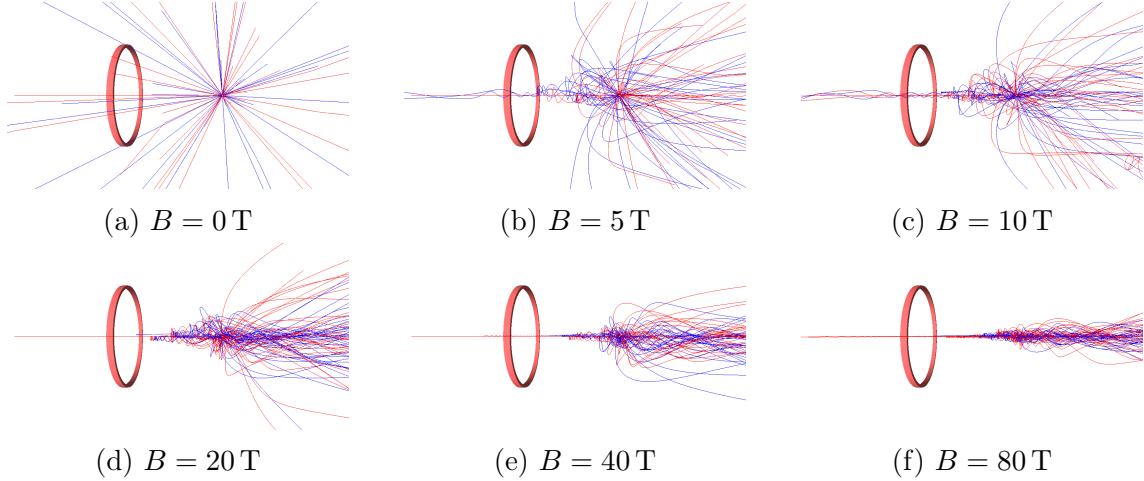 (a) B = 0 T
(b) B = 5 T
(c) B = 10 T
(d) B = 20 T
(e) B = 40 T
(f) B = 80 T